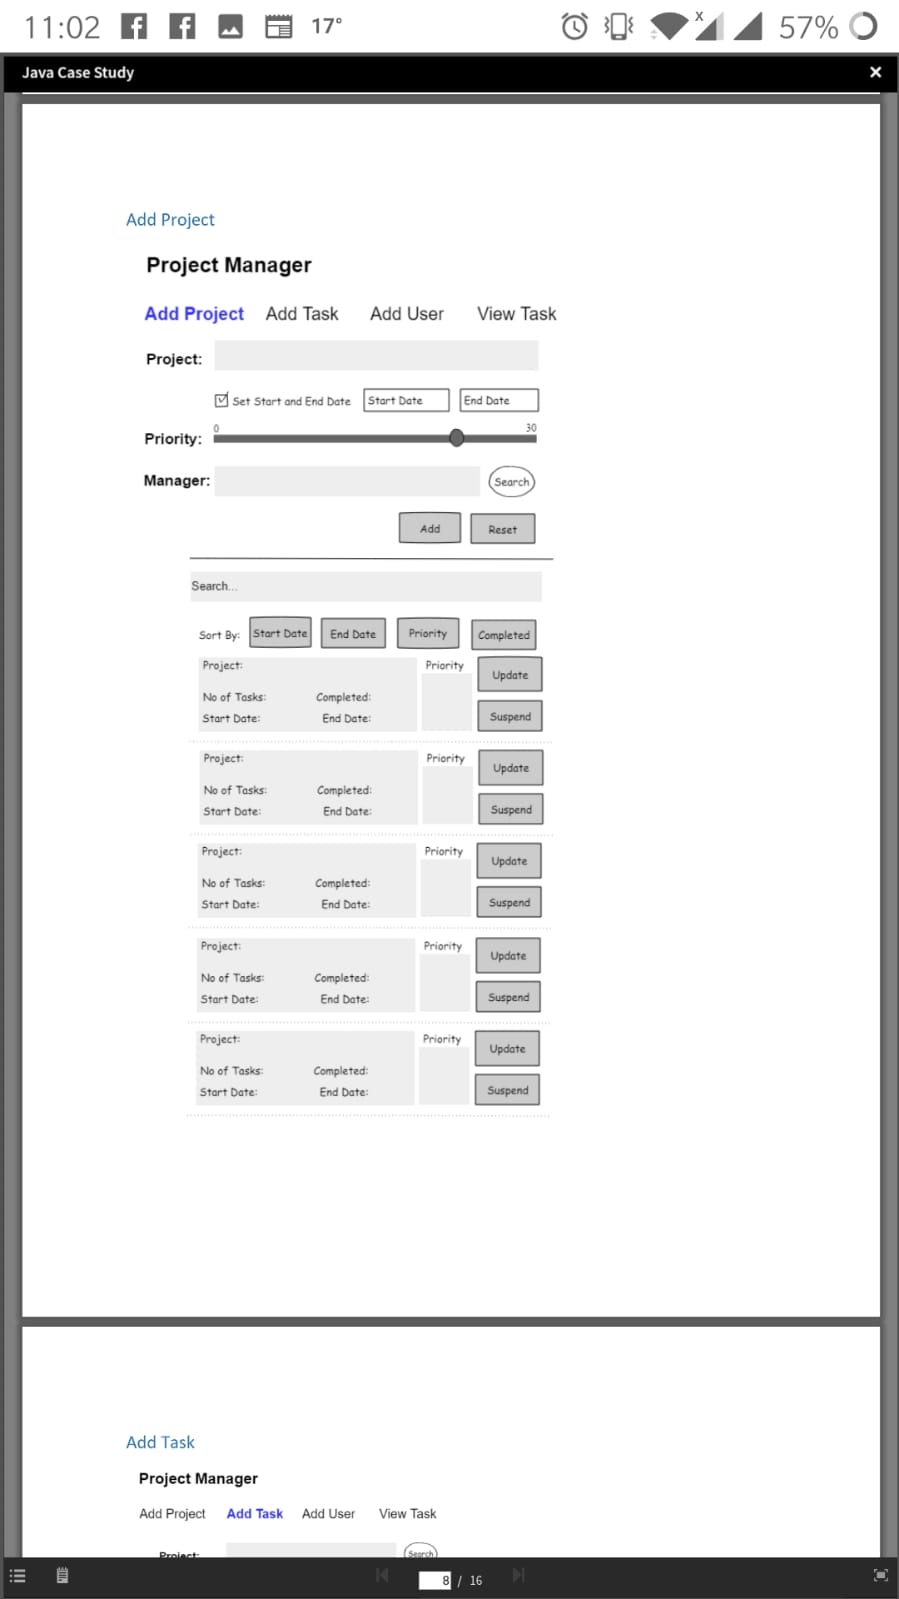 11:02 17° 57%
Java Case Study ×
Add Project
Project Manager
Add Project Add Task Add User View Task
Project:
Set Start and End Date Start Date End Date
0 30
Priority:
Manager: Search
Add Reset
Search...
Sort By: Start Date End Date Priority Completed
Project: Priority Update
No of Tasks: Completed:
Start Date: End Date: Suspend
Project: Priority Update
No of Tasks: Completed:
Start Date: End Date: Suspend
Project: Priority Update
No of Tasks: Completed:
Start Date: End Date: Suspend
Project: Priority Update
No of Tasks: Completed:
Start Date: End Date: Suspend
Project: Priority Update
No of Tasks: Completed:
Start Date: End Date: Suspend
Add Task
Project Manager
Add Project Add Task Add User View Task
Project: Search
8 / 16